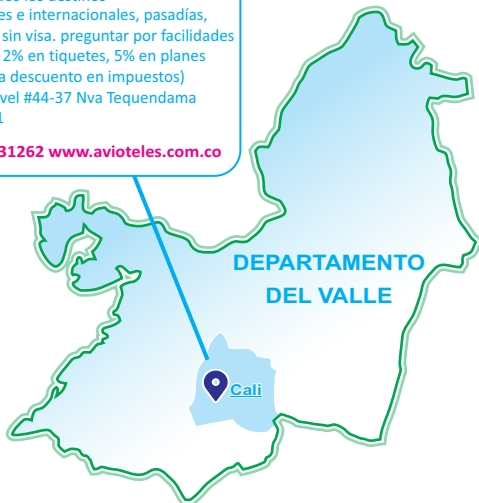 es e internacionales, pasadías,
sin visa. preguntar por facilidades
2% en tiquetes, 5% en planes
a descuento en impuestos)
vel #44-37 Nva Tequendama
31262 www.avioteles.com.co
DEPARTAMENTO
DEL VALLE
Cali